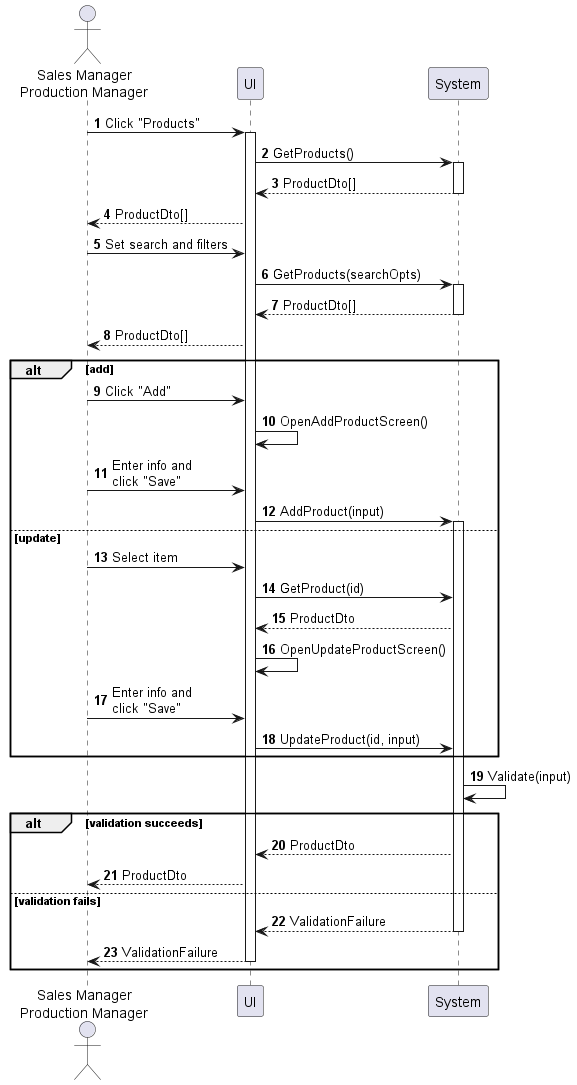 Sales Manager
Production Manager
UI
System
1 Click "Products"
2 GetProducts()
3 ProductDto[]
4 ProductDto[]
5 Set search and filters
6 GetProducts(searchOpts)
7 ProductDto[]
8 ProductDto[]
alt [add]
9 Click "Add"
10 OpenAddProductScreen()
11 Enter info and
click "Save"
12 AddProduct(input)
[update]
13 Select item
14 GetProduct(id)
15 ProductDto
16 OpenUpdateProductScreen()
17 Enter info and
click "Save"
18 UpdateProduct(id, input)
19 Validate(input)
alt [validation succeeds]
20 ProductDto
21 ProductDto
[validation fails]
22 ValidationFailure
23 ValidationFailure
Sales Manager
Production Manager
UI
System